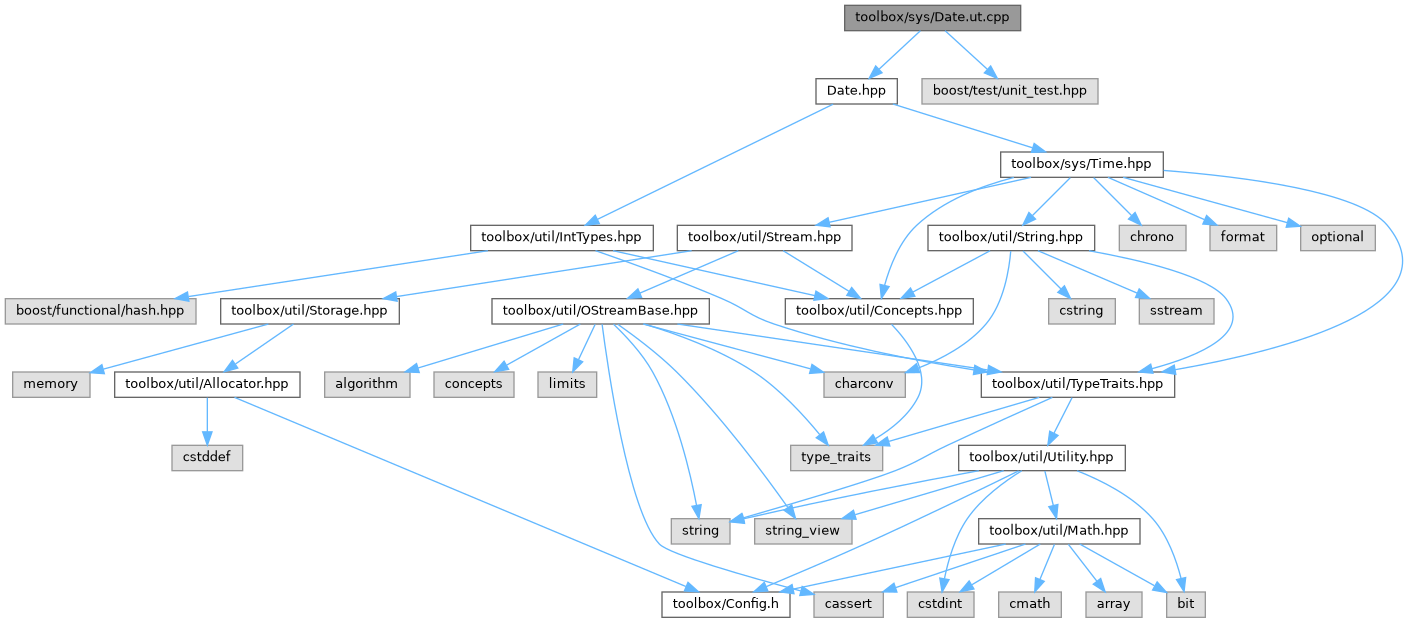 toolbox/sys/Date.ut.cpp
Date.hpp
boost/test/unit_test.hpp
toolbox/sys/Time.hpp
toolbox/util/IntTypes.hpp
toolbox/util/Stream.hpp
toolbox/util/String.hpp
chrono
format
optional
boost/functional/hash.hpp
toolbox/util/Storage.hpp
toolbox/util/OStreamBase.hpp
toolbox/util/Concepts.hpp
cstring
sstream
memory
toolbox/util/Allocator.hpp
algorithm
concepts
limits
charconv
toolbox/util/TypeTraits.hpp
cstddef
type_traits
toolbox/util/Utility.hpp
string
string_view
toolbox/util/Math.hpp
toolbox/Config.h
cassert
cstdint
cmath
array
bit